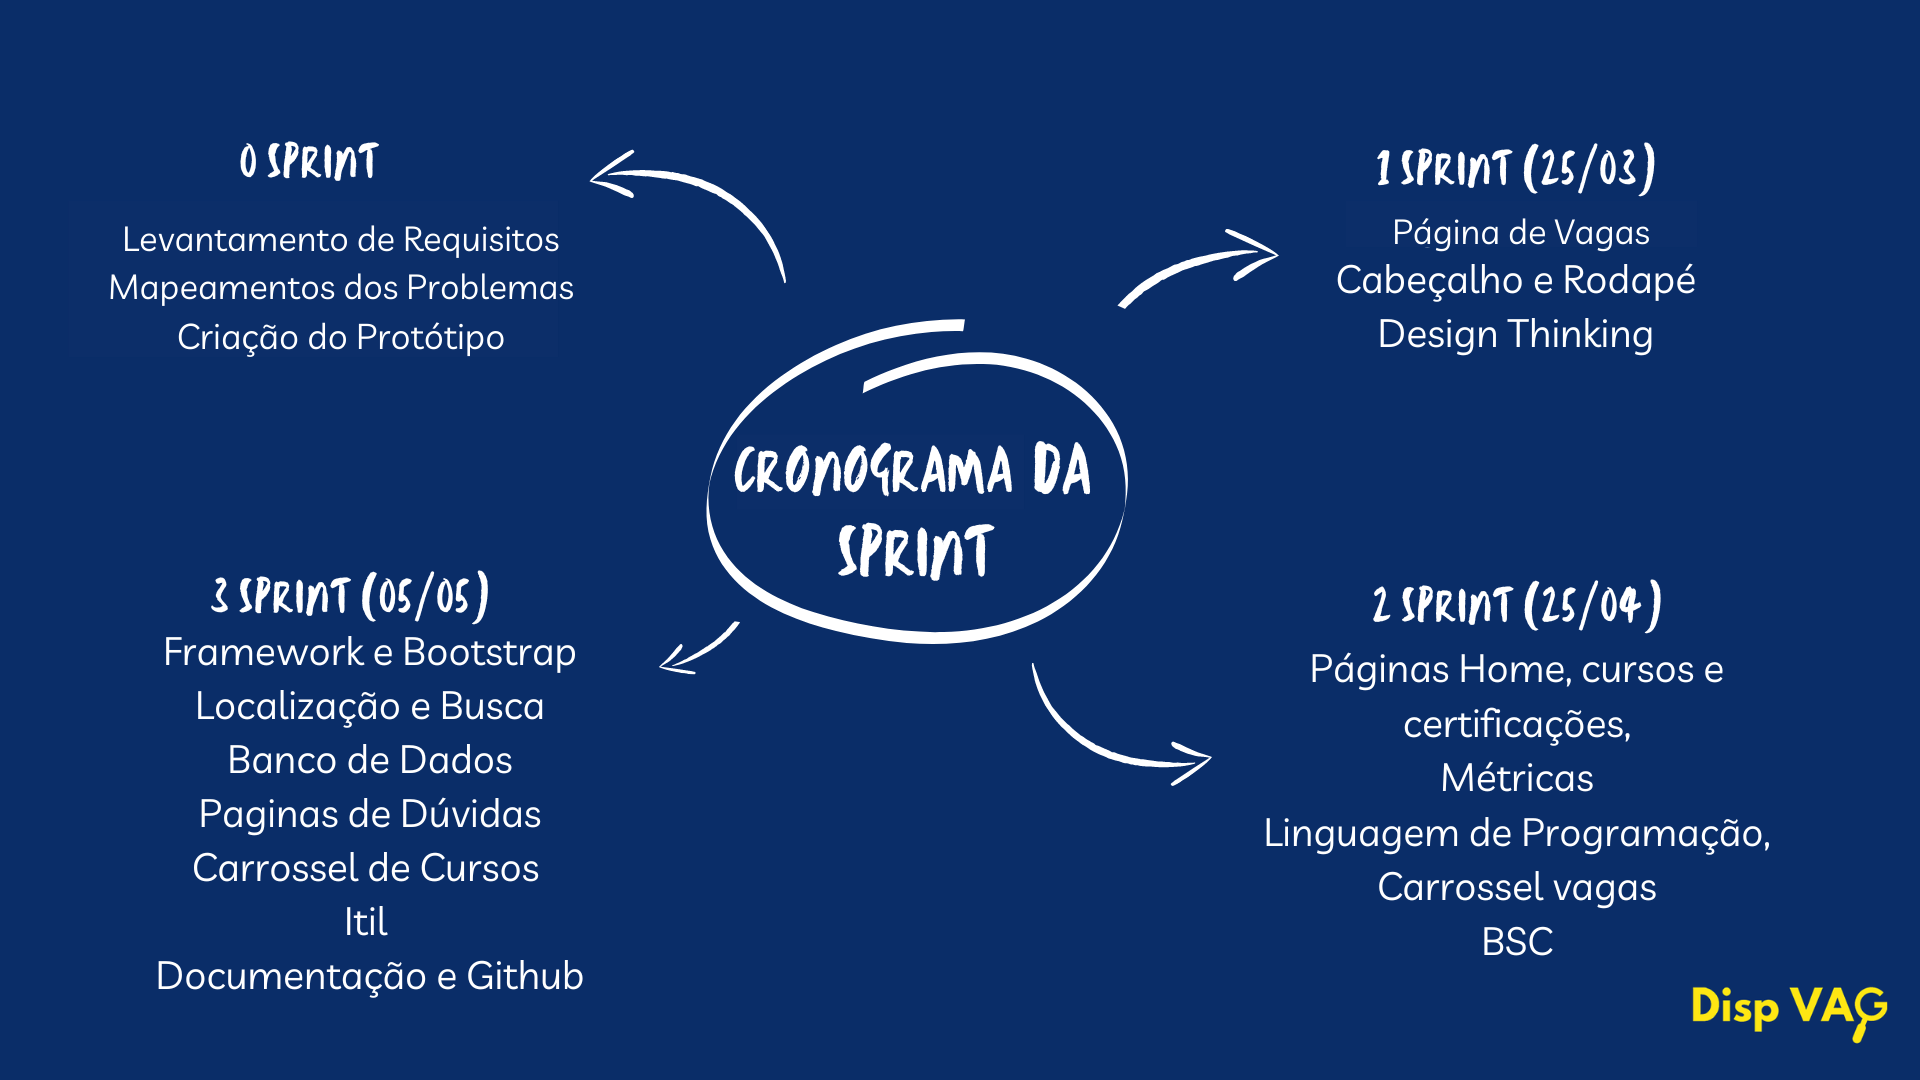 0 SPRINT
Levantamento de Requisitos
Mapeamentos dos Problemas
Criação do Protótipo
1 SPRINT (25/03)
Página de Vagas
Cabeçalho e Rodapé
Design Thinking
CRONOGRAMA DA
SPRINT
3 SPRINT (05/05)
Framework e Bootstrap
Localização e Busca
Banco de Dados
Paginas de Dúvidas
Carrossel de Cursos
Itil
Documentação e Github
2 SPRINT (25/04)
Páginas Home, cursos e
certificações,
Métricas
Linguagem de Programação,
Carrossel vagas
BSC
Disp VAG